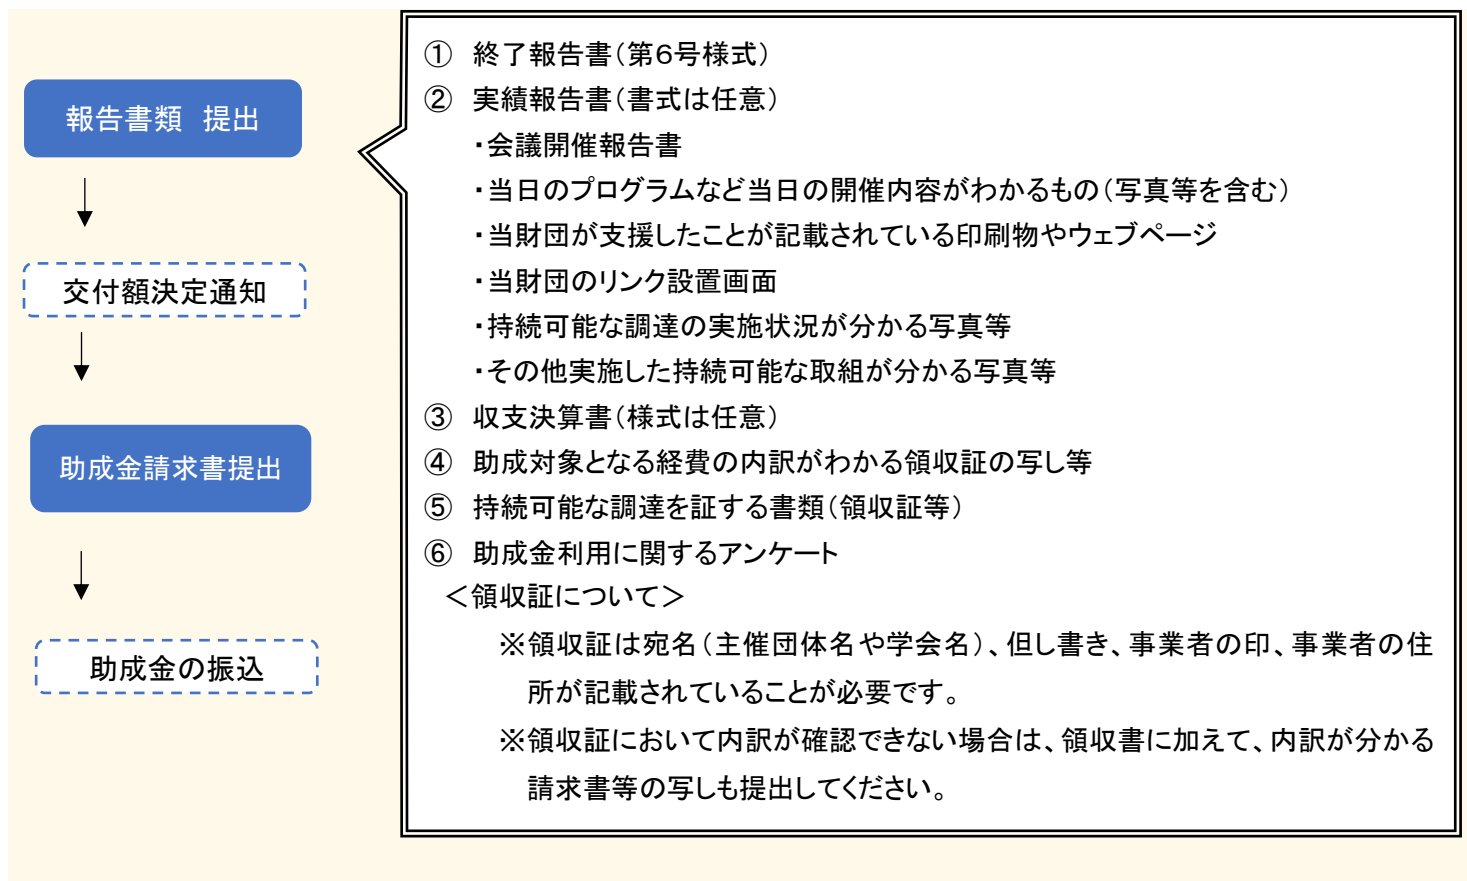 報告書類　提出
交付額決定通知
助成金請求書提出
助成金の振込
①　終了報告書（第６号様式）
②　実績報告書（書式は任意）
・会議開催報告書
・当日のプログラムなど当日の開催内容がわかるもの（写真等を含む）
・当財団が支援したことが記載されている印刷物やウェブページ
・当財団のリンク設置画面
・持続可能な調達の実施状況が分かる写真等
・その他実施した持続可能な取組が分かる写真等
③　収支決算書（様式は任意）
④　助成対象となる経費の内訳がわかる領収証の写し等
⑤　持続可能な調達を証する書類（領収証等）
⑥　助成金利用に関するアンケート
＜領収証について＞
※領収証は宛名（主催団体名や学会名）、但し書き、事業者の印、事業者の住
所が記載されていることが必要です。
※領収証において内訳が確認できない場合は、領収書に加えて、内訳が分かる
請求書等の写しも提出してください。